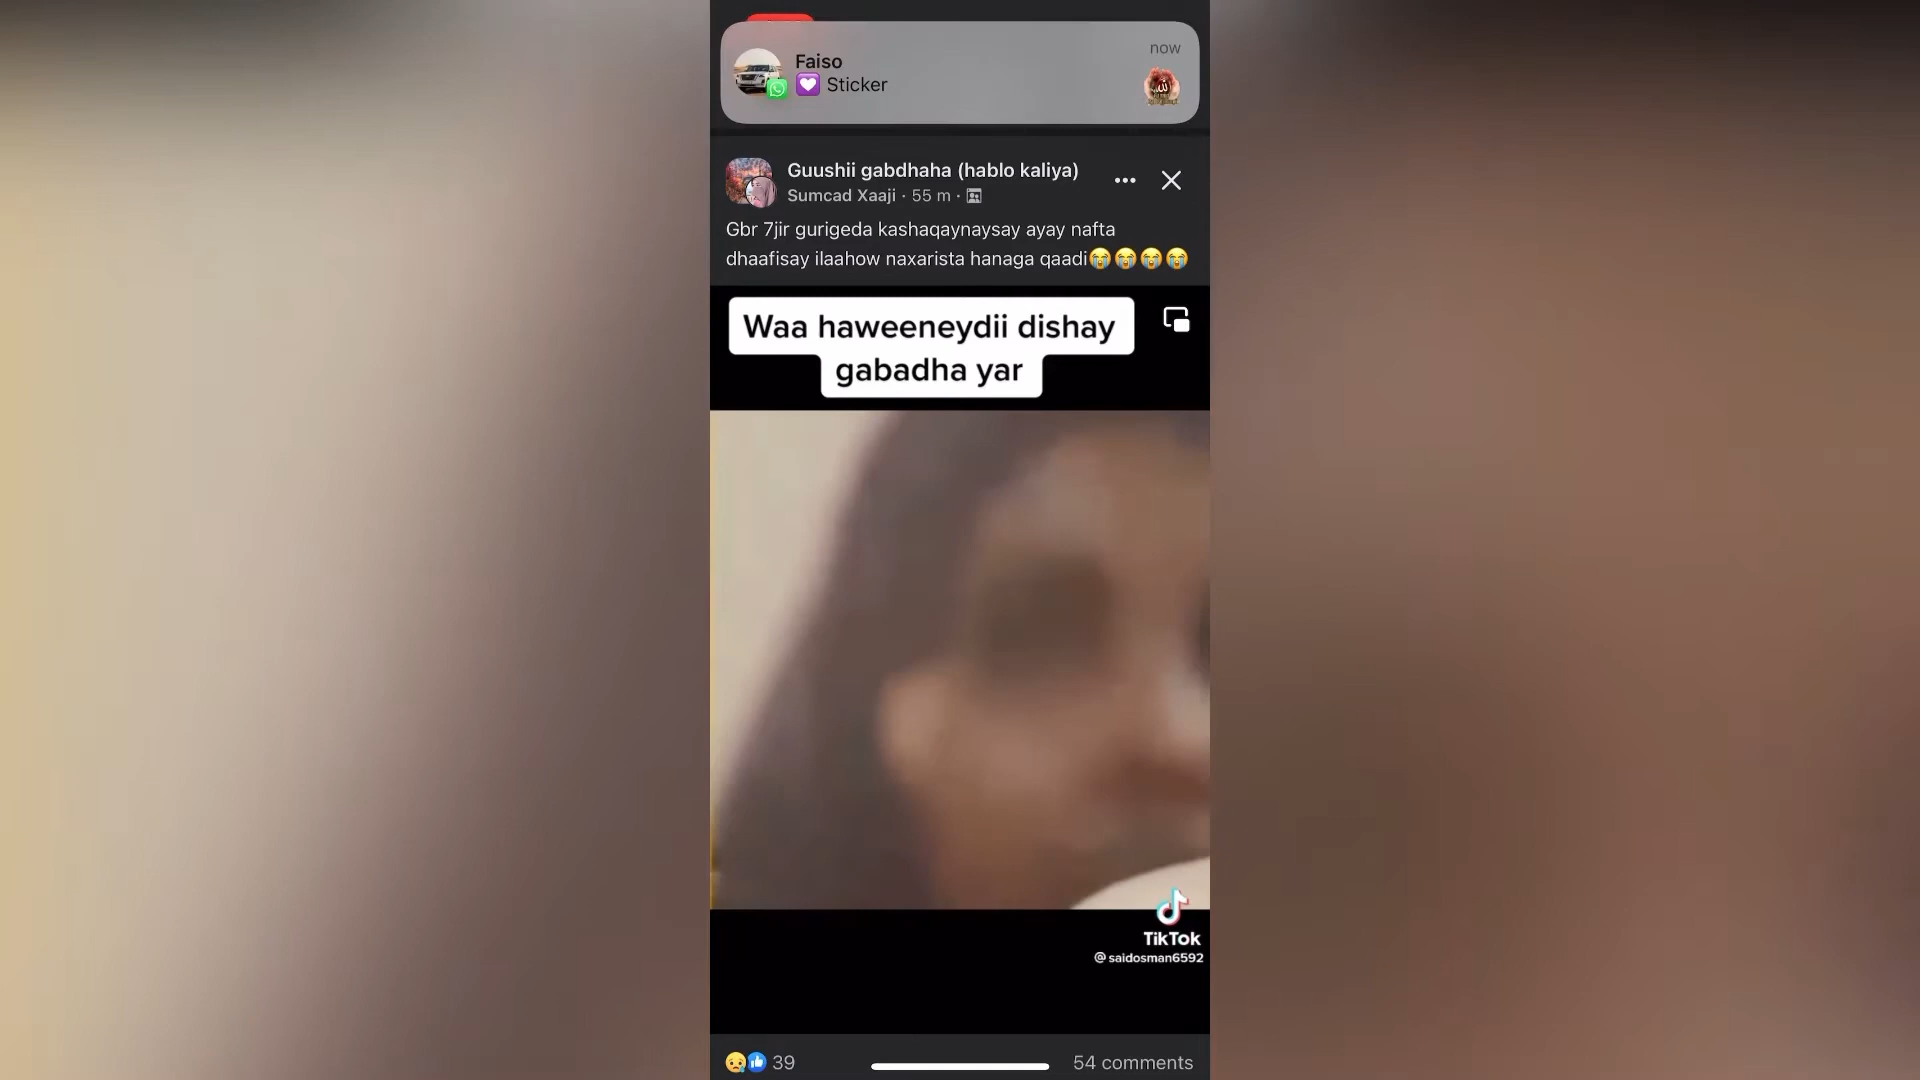 Faiso
now
Sticker
Guushii gabdhaha (hablo kaliya)
Sumcad Xaaji · 55 m ·
Gbr 7jir gurigeda kashaqaynaysay ayay nafta
dhaafisay ilaahow naxarista hanaga qaadi😭😭😭😭
Waa haweeneydii dishay
gabadha yar
TikTok
@saidosman6592
39
54 comments